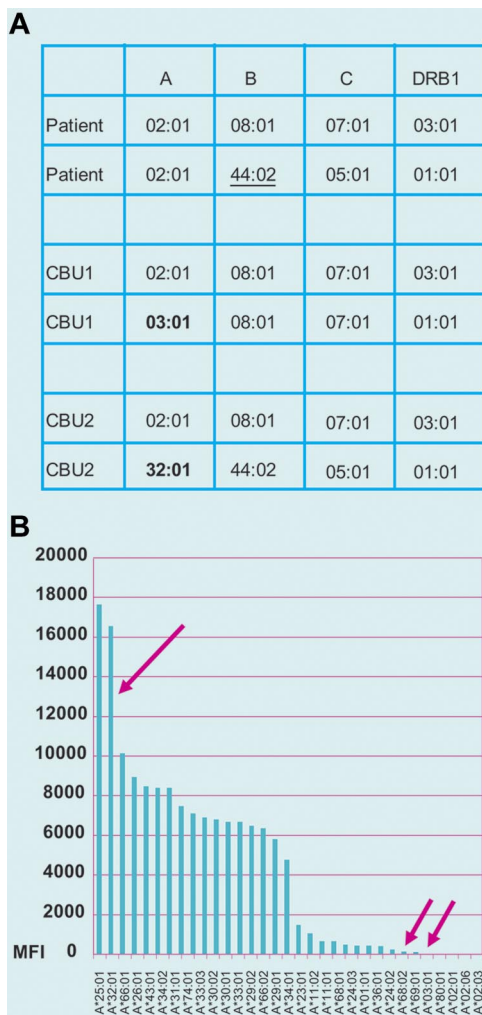 A
A B C DRB1
Patient 02:01 08:01 07:01 03:01
Patient 02:01 44:02 05:01 01:01
CBU1 02:01 08:01 07:01 03:01
CBU1 03:01 08:01 07:01 01:01
CBU2 02:01 08:01 07:01 03:01
CBU2 32:01 44:02 05:01 01:01
B
20000
18000
16000
14000
12000
10000
8000
6000
4000
2000
MFI 0
A*25:01
A*32:01
A*66:01
A*26:01
A*43:01
A*34:02
A*31:01
A*74:01
A*33:03
A*30:02
A*30:01
A*33:01
A*29:02
A*66:02
A*29:01
A*34:01
A*23:01
A*11:01
A*11:02
A*68:01
A*24:03
A*01:01
A*36:01
A*24:02
A*68:02
A*69:01
A*03:01
A*80:01
A*02:01
A*02:06
A*02:03